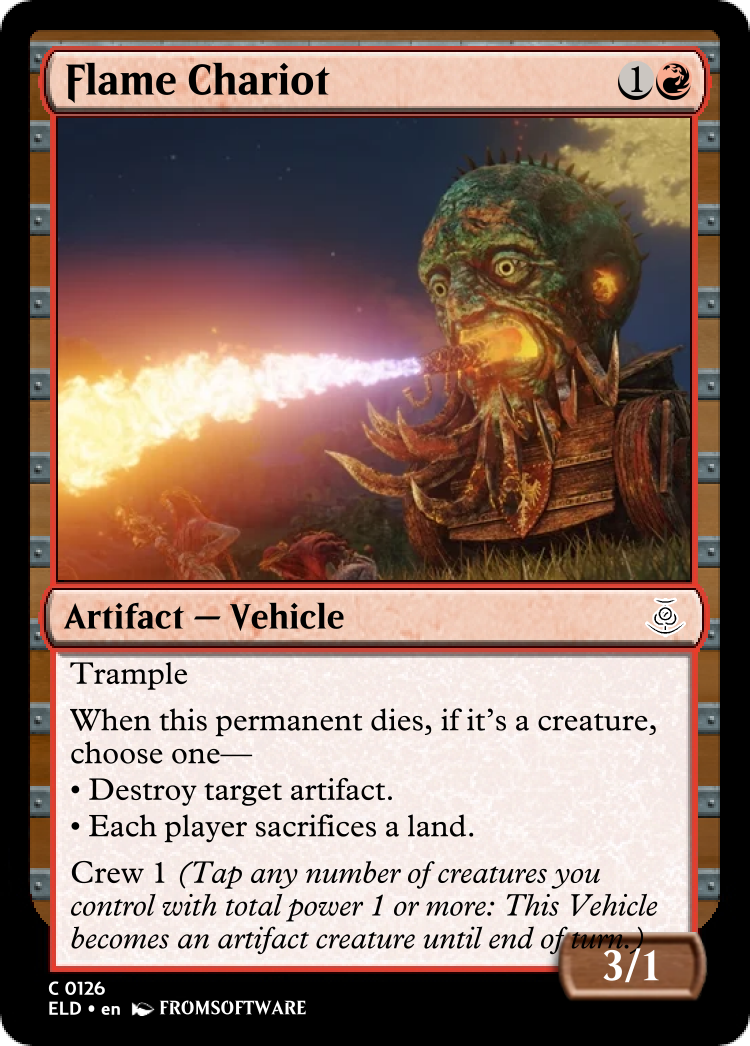 Flame Chariot
1
Artifact — Vehicle
Trample
When this permanent dies, if it's a creature,
choose one—
• Destroy target artifact.
• Each player sacrifices a land.
Crew 1 (Tap any number of creatures you
control with total power 1 or more: This Vehicle
becomes an artifact creature until end of turn.)
3/1
C 0126
ELD • en FROMSOFTWARE